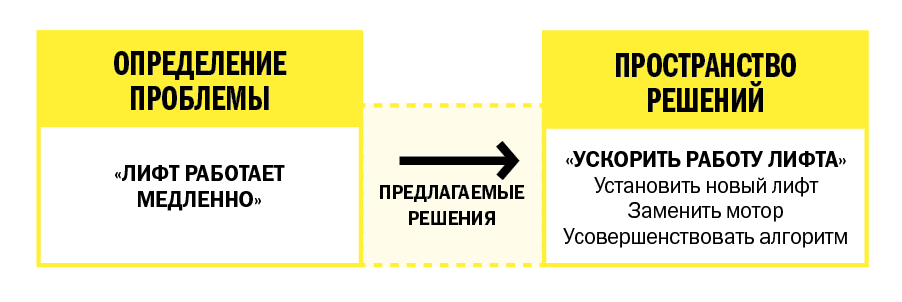 ОПРЕДЕЛЕНИЕ
ПРОБЛЕМЫ
«ЛИФТ РАБОТАЕТ
МЕДЛЕННО»
ПРЕДЛАГАЕМЫЕ
РЕШЕНИЯ
ПРОСТРАНСТВО
РЕШЕНИЙ
«УСКОРИТЬ РАБОТУ ЛИФТА»
Установить новый лифт
Заменить мотор
Усовершенствовать алгоритм